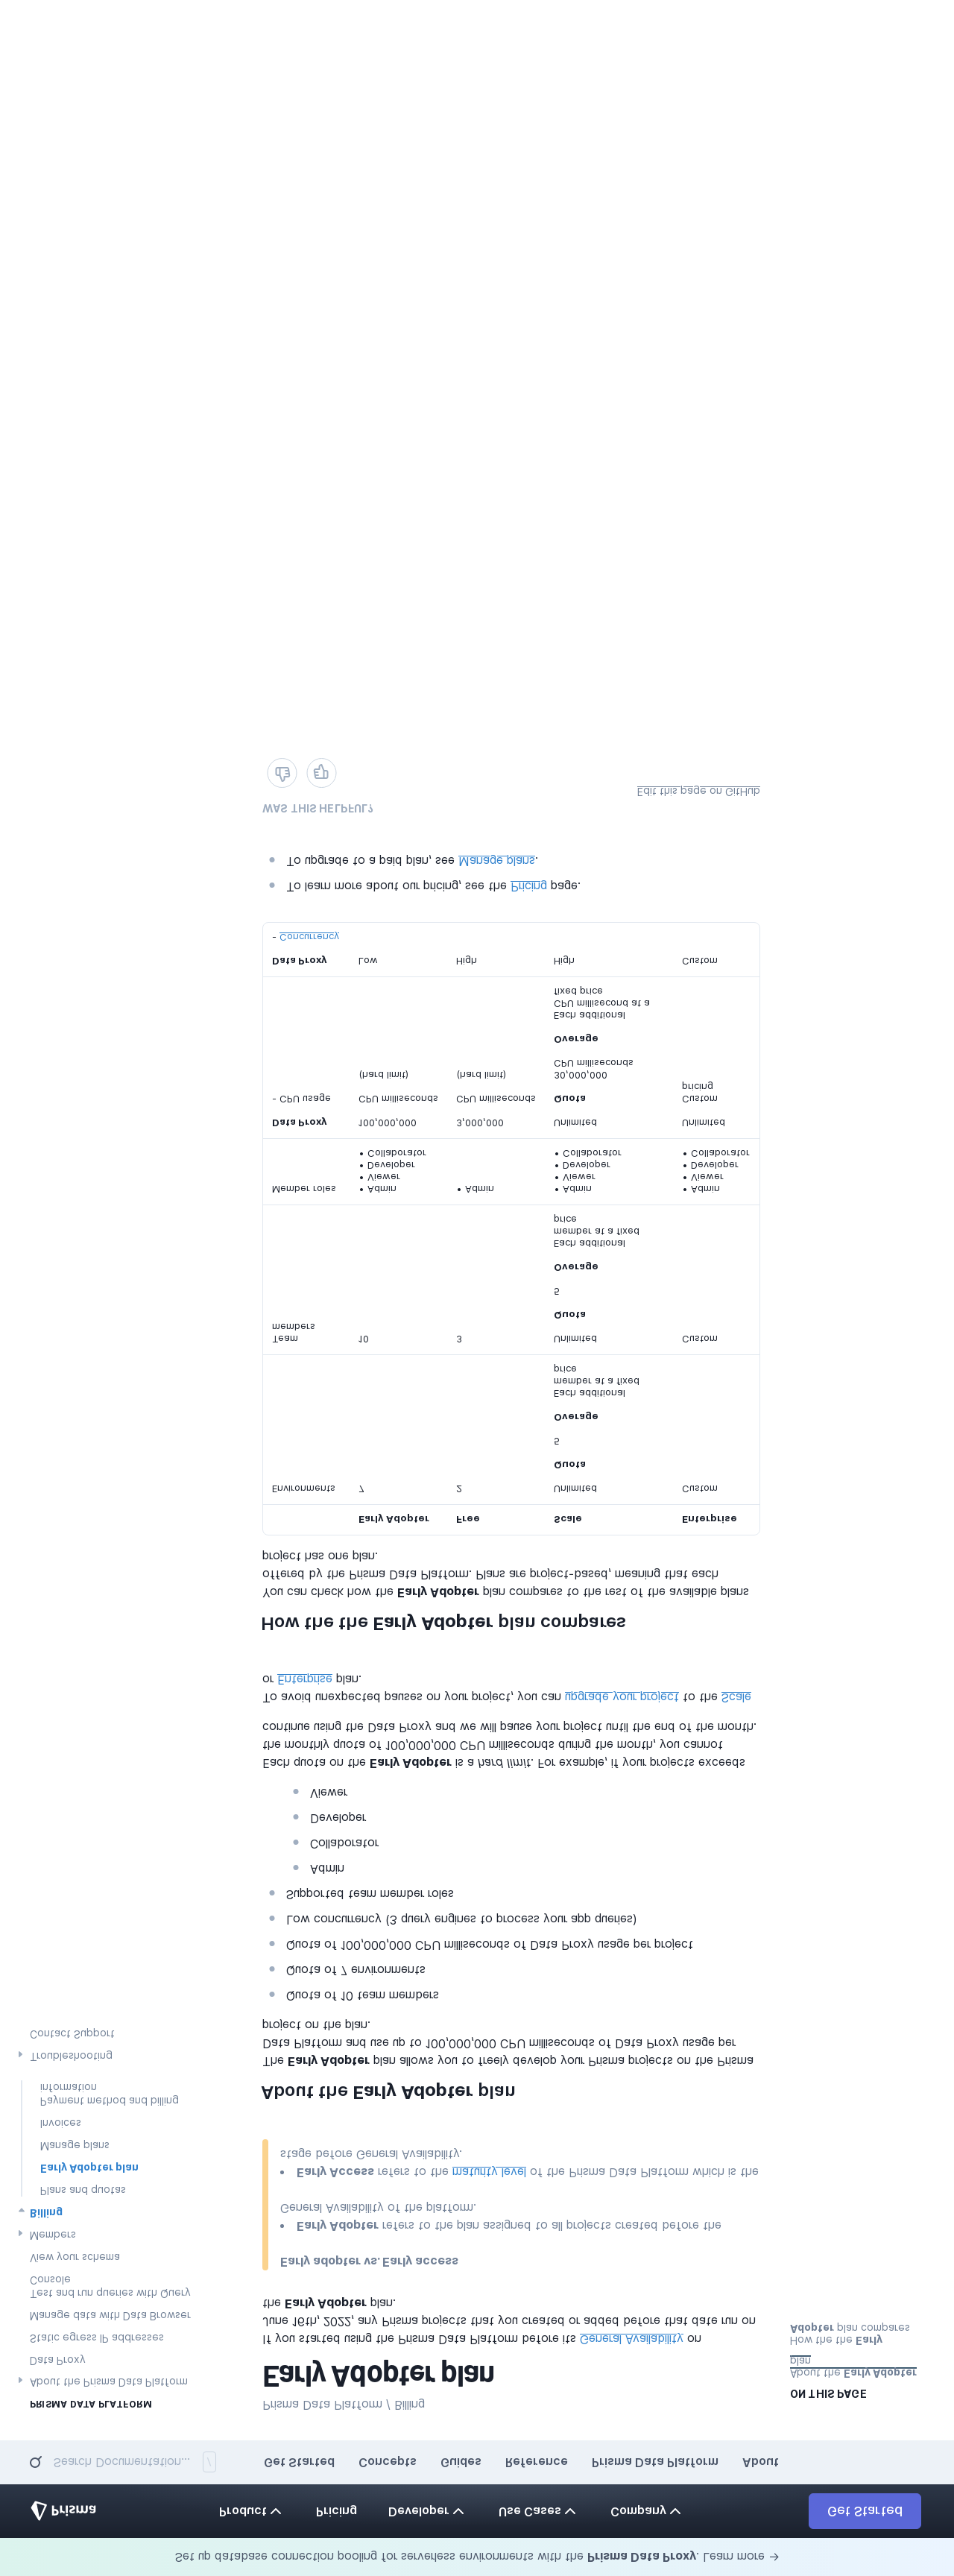 Set up database connection pooling for serverless environments with the Prisma Data Proxy. Learn more →
Prisma
Product
Pricing
Developer
Use Cases
Company
Get Started
Search Documentation... /
Get Started
Concepts
Guides
Reference
Prisma Data Platform
About
PRISMA DATA PLATFORM
About the Prisma Data Platform
Data Proxy
Static egress IP addresses
Manage data with Data Browser
Test and run queries with Query
Console
View your schema
Members
Billing
Plans and quotas
Early Adopter plan
Manage plans
Invoices
Payment method and billing
information
Troubleshooting
Contact Support
Prisma Data Platform / Billing
Early Adopter plan
If you started using the Prisma Data Platform before its General Availability on
June 16th, 2022, any Prisma projects that you created or added before that date run on
the Early Adopter plan.
Early adopter vs. Early access
• Early Adopter refers to the plan assigned to all projects created before the
General Availability of the platform.
• Early Access refers to the maturity level of the Prisma Data Platform which is the
stage before General Availability.
About the Early Adopter plan
The Early Adopter plan allows you to freely develop your Prisma projects on the Prisma
Data Platform and use up to 100,000,000 CPU milliseconds of Data Proxy usage per
project on the plan.
Quota of 10 team members
Quota of 7 environments
Quota of 100,000,000 CPU milliseconds of Data Proxy usage per project
Low concurrency (3 query engines to process your app queries)
Supported team member roles
Admin
Collaborator
Developer
Viewer
Each quota on the Early Adopter is a hard limit. For example, if your projects exceeds
the monthly quota of 100,000,000 CPU milliseconds during the month, you cannot
continue using the Data Proxy and we will pause your project until the end of the month.
To avoid unexpected pauses on your project, you can upgrade your project to the Scale
or Enterprise plan.
How the the Early Adopter plan compares
You can check how the Early Adopter plan compares to the rest of the available plans
offered by the Prisma Data Platform. Plans are project-based, meaning that each
project has one plan.
Early Adopter Free Scale Enterprise
Environments 7 2 Unlimited Custom
Quota
5
Overage
Each additional
member at a fixed
price
Team 10 3 Unlimited Custom
members
Quota
5
Overage
Each additional
member at a fixed
price
Member roles • Admin • Admin • Admin • Admin
• Viewer • Viewer • Viewer
• Developer • Developer • Developer
• Collaborator • Collaborator • Collaborator
Data Proxy 100,000,000 3,000,000 Unlimited Unlimited
- CPU usage CPU milliseconds CPU milliseconds Quota Custom
pricing
(hard limit) (hard limit) 30,000,000
CPU milliseconds
Overage
Each additional
CPU millisecond at a
fixed price
Data Proxy Low High High Custom
- Concurrency
To learn more about our pricing, see the Pricing page.
To upgrade to a paid plan, see Manage plans.
WAS THIS HELPFUL?
Edit this page on GitHub
ON THIS PAGE
About the Early Adopter
plan
How the the Early
Adopter plan compares